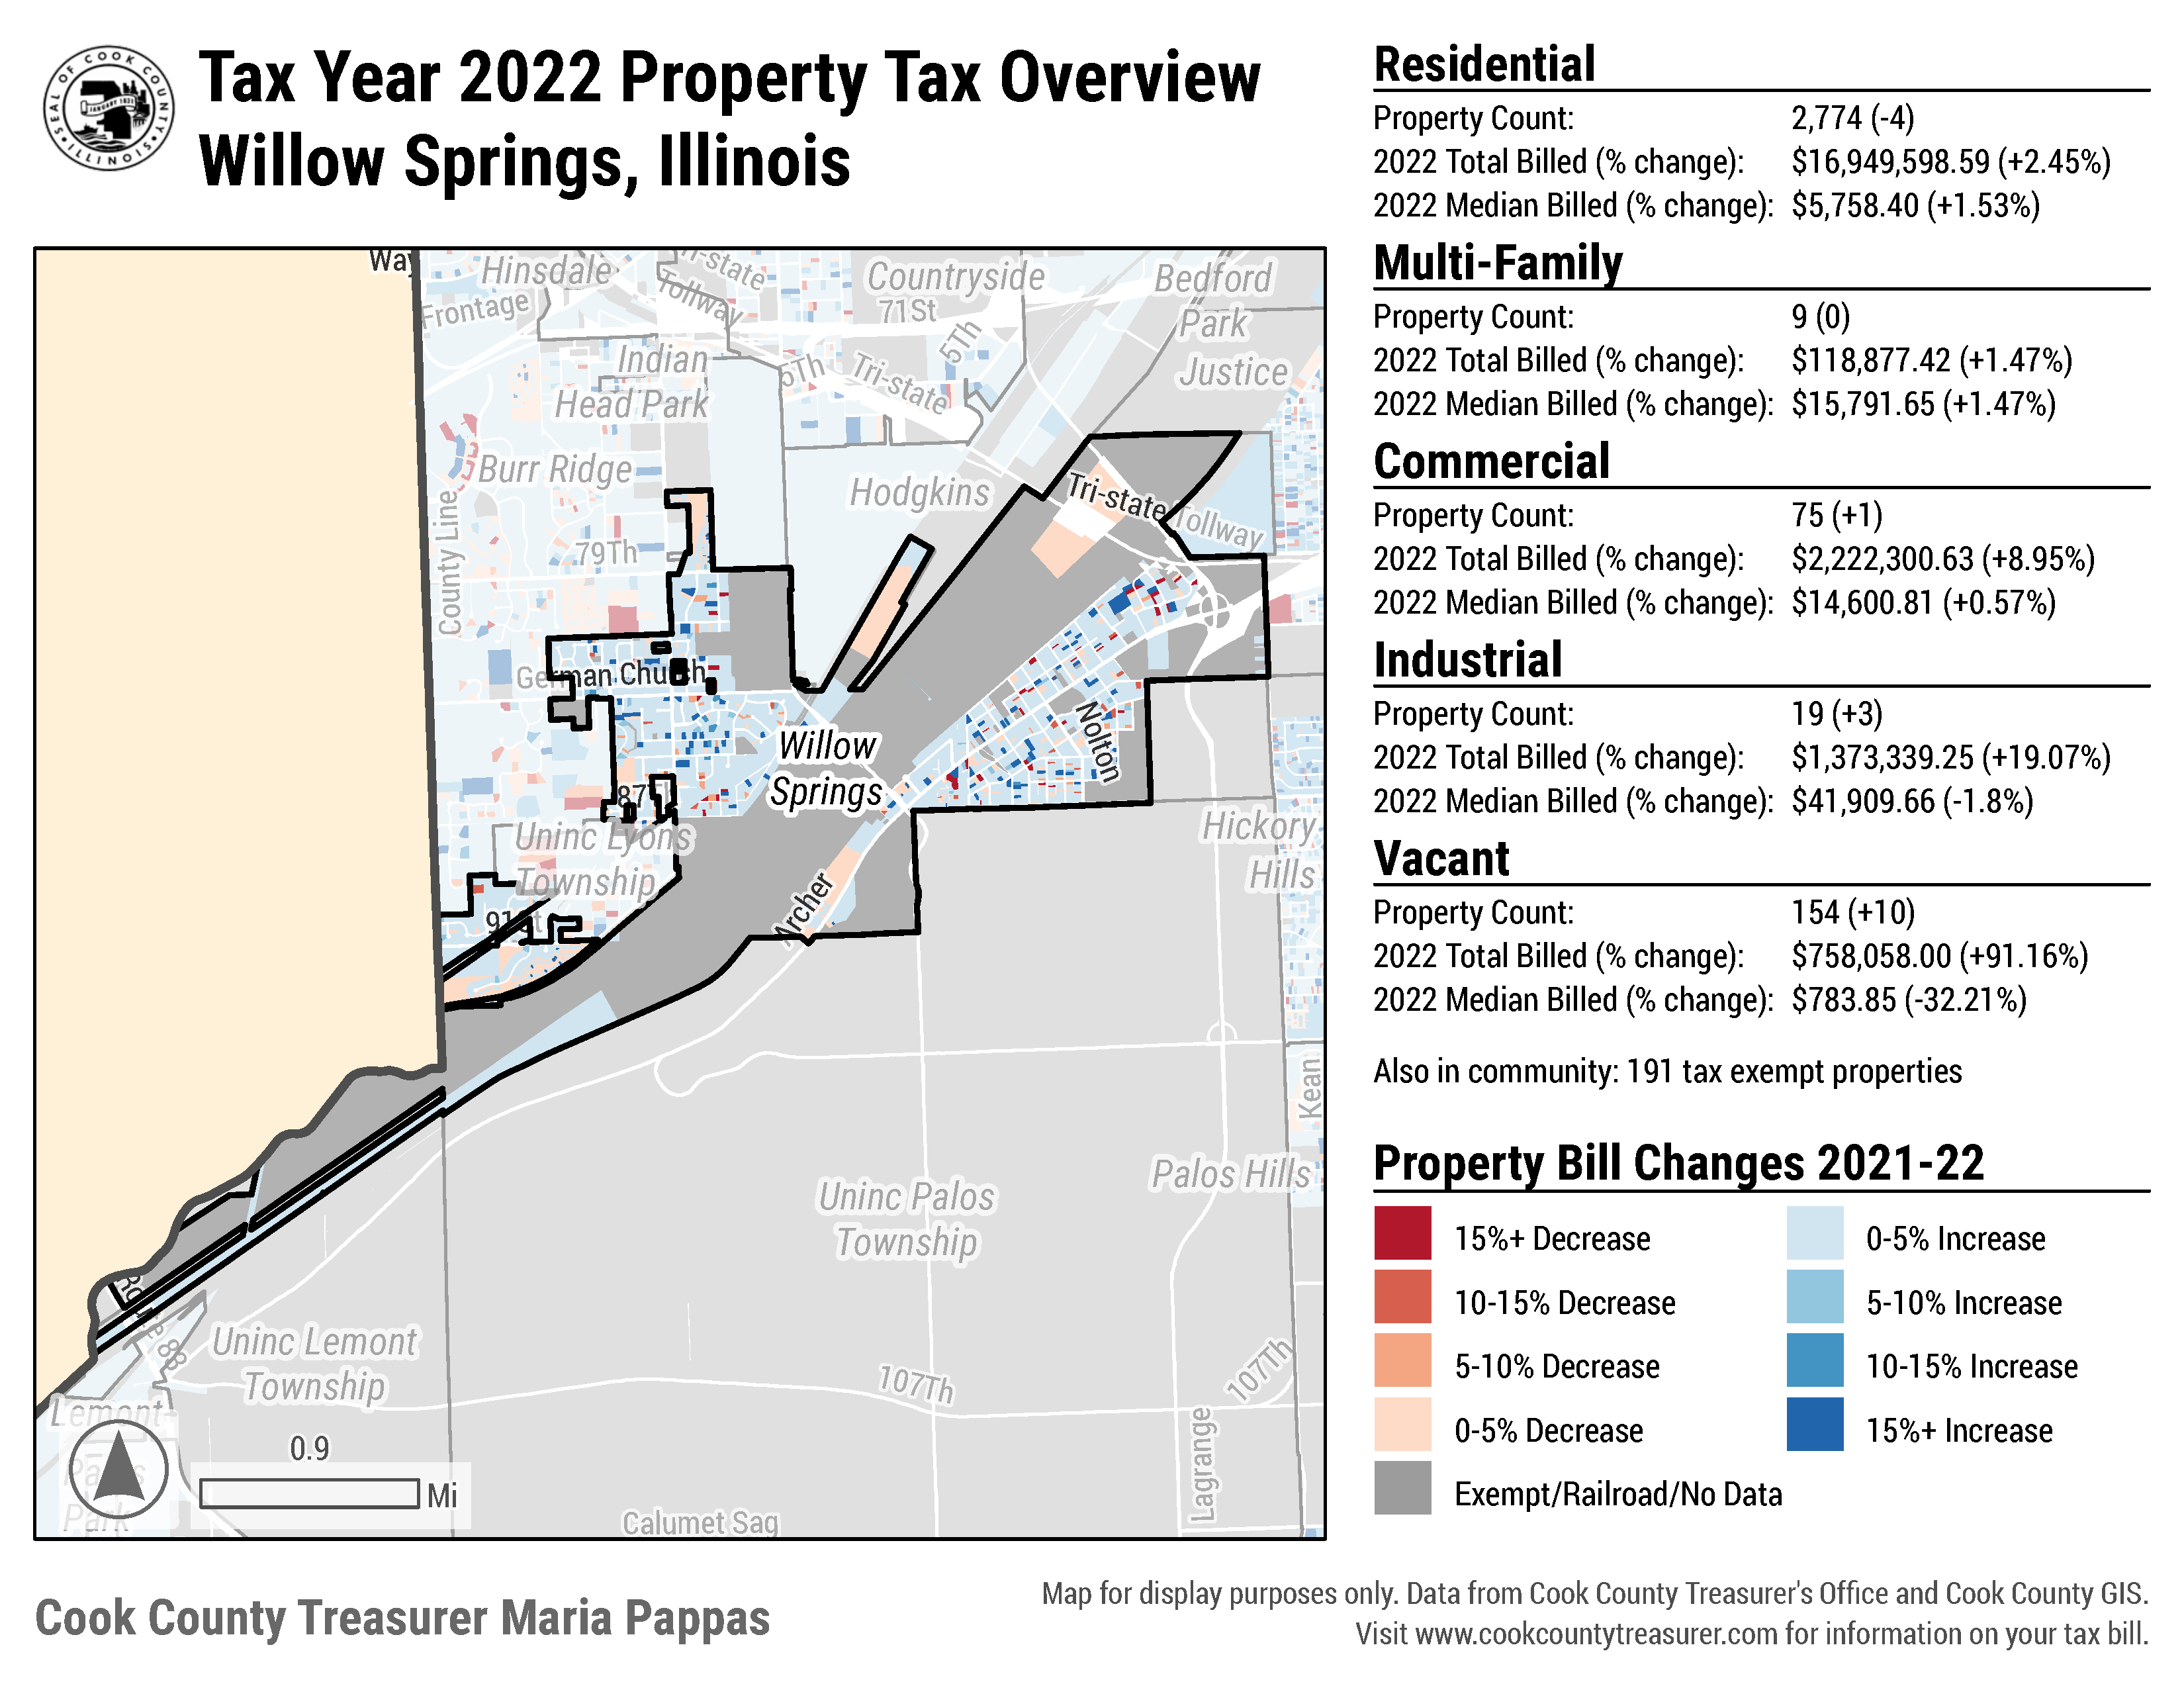 SEAL OF COOK COUNTY
ILLINOIS
JANUARY 1831
Tax Year 2022 Property Tax Overview
Willow Springs, Illinois
Residential
Property Count: 2,774 (-4)
2022 Total Billed (% change): $16,949,598.59 (+2.45%)
2022 Median Billed (% change): $5,758.40 (+1.53%)
Multi-Family
Property Count: 9 (0)
2022 Total Billed (% change): $118,877.42 (+1.47%)
2022 Median Billed (% change): $15,791.65 (+1.47%)
Commercial
Property Count: 75 (+1)
2022 Total Billed (% change): $2,222,300.63 (+8.95%)
2022 Median Billed (% change): $14,600.81 (+0.57%)
Industrial
Property Count: 19 (+3)
2022 Total Billed (% change): $1,373,339.25 (+19.07%)
2022 Median Billed (% change): $41,909.66 (-1.8%)
Vacant
Property Count: 154 (+10)
2022 Total Billed (% change): $758,058.00 (+91.16%)
2022 Median Billed (% change): $783.85 (-32.21%)
Also in community: 191 tax exempt properties
Property Bill Changes 2021-22
15%+ Decrease
10-15% Decrease
5-10% Decrease
0-5% Decrease
Exempt/Railroad/No Data
0-5% Increase
5-10% Increase
10-15% Increase
15%+ Increase
Way
Hinsdale
Tri-state
Tollway
Countryside
Bedford
Park
Frontage
71St
5Th
Justice
Indian
Head Park
Tri-state
Burr Ridge
Hodgkins
Tri-state Tollway
County Line
79Th
German Church
Willow
Springs
Nolton
Uninc Lyons
Township
Hickory
Hills
Archer
91st
Kean
Palos Hills
Uninc Palos
Township
Route 83
Uninc Lemont
Township
107Th
107Th
Lagrange
Lemont
Park
0.9
Mi
Calumet Sag
Cook County Treasurer Maria Pappas
Map for display purposes only. Data from Cook County Treasurer's Office and Cook County GIS.
Visit www.cookcountytreasurer.com for information on your tax bill.